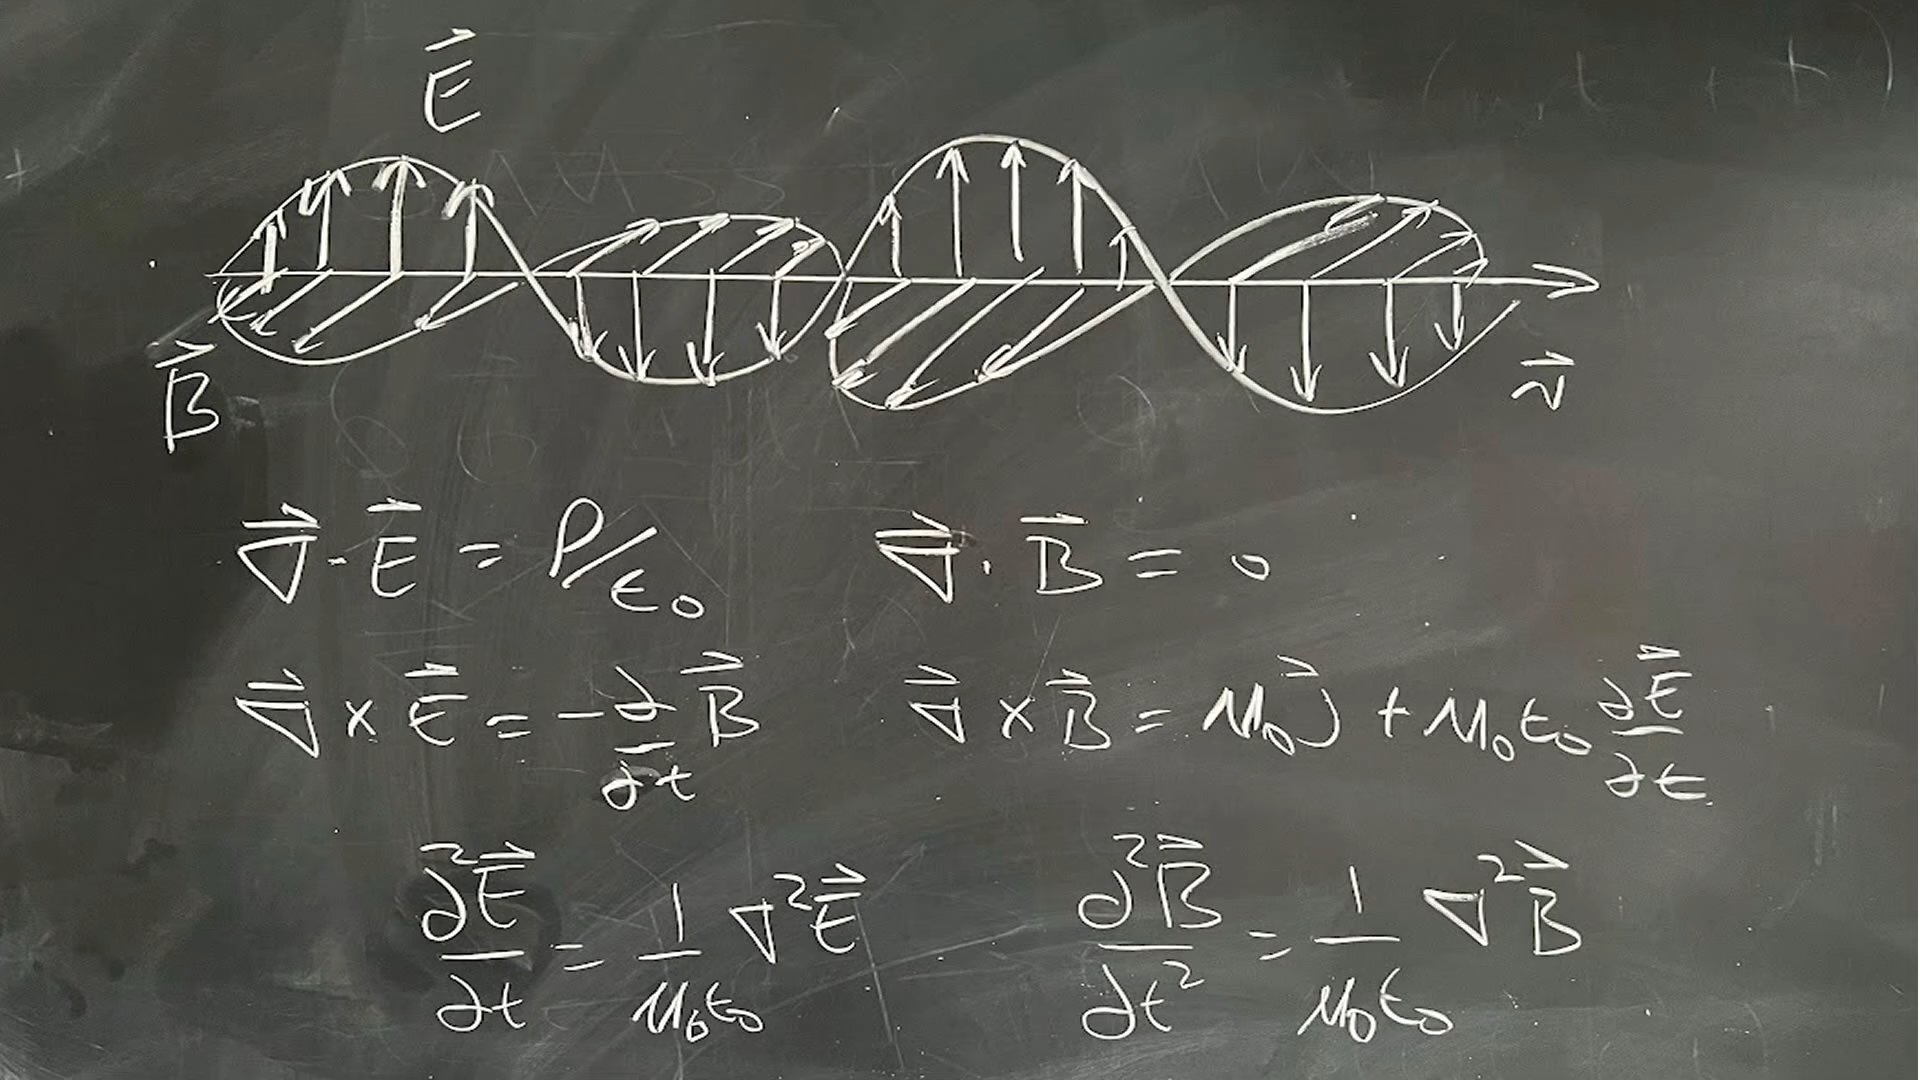 E⃗
B⃗
v⃗
∇⃗ · E⃗ = ρ/ϵ₀    ∇⃗ · B⃗ = 0
∇⃗ × E⃗ = -∂/∂t B⃗    ∇⃗ × B⃗ = μ₀J⃗ + μ₀ϵ₀ ∂E⃗/∂t
∂²E⃗/∂t = 1/μ₀ϵ₀ ∇²E⃗    ∂²B⃗/∂t² = 1/μ₀ϵ₀ ∇²B⃗